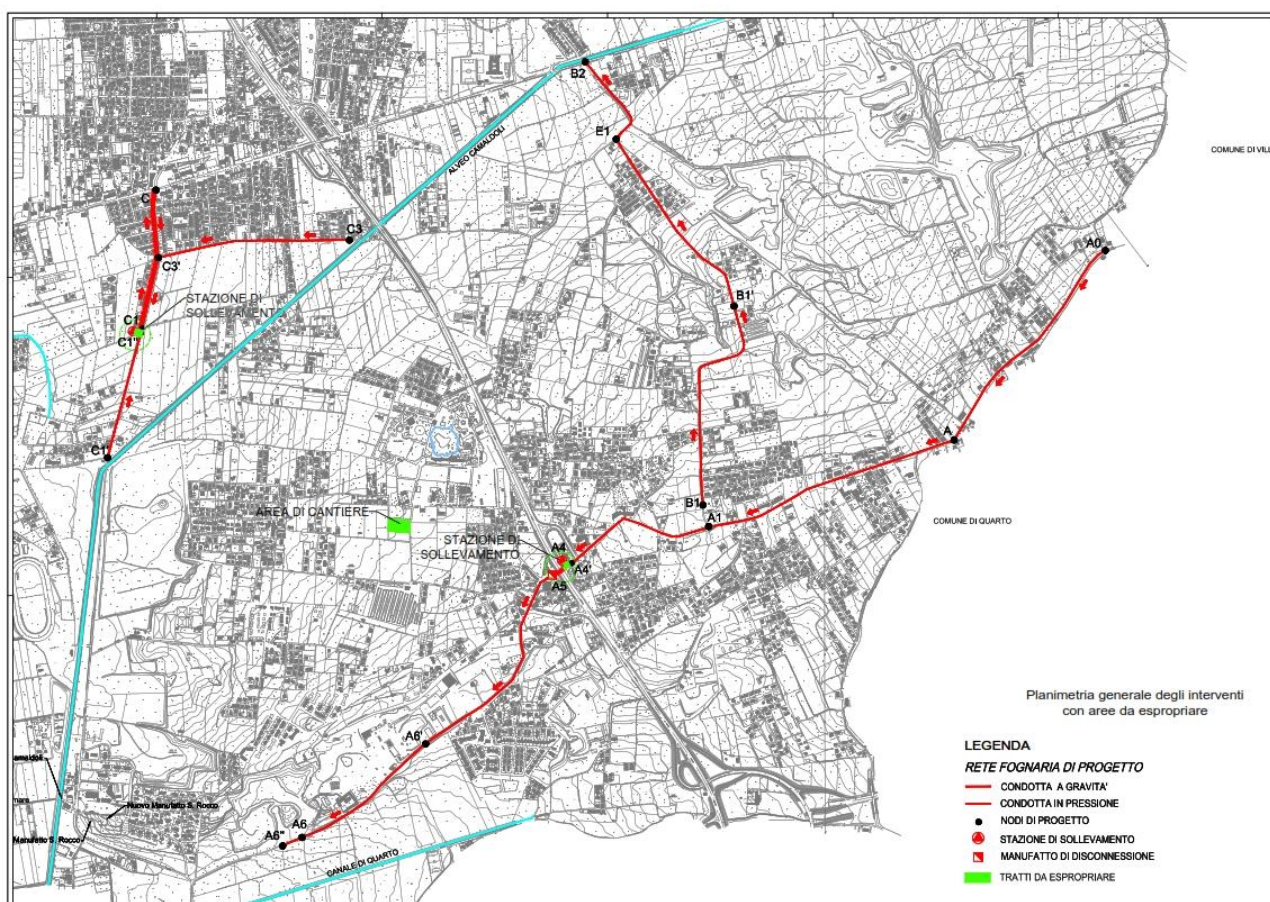 B2
E1
ALVEO CAMALDOLI
COMUNE DI VILL
C
C3
C3'
A0
STAZIONE DI
SOLLEVAMENTO
C1
C1"
B1'
C1'
A
B1
A1
AREA DI CANTIERE
COMUNE DI QUARTO
STAZIONE DI
SOLLEVAMENTO
A4
A4'
A5
A6'
A6
A6"
CANALE DI QUARTO
amaldoli
mare
Nuovo Manufatto S. Rocco
Manufatto S. Rocco
Planimetria generale degli interventi
con aree da espropriare
LEGENDA
RETE FOGNARIA DI PROGETTO
CONDOTTA A GRAVITA'
CONDOTTA IN PRESSIONE
NODI DI PROGETTO
STAZIONE DI SOLLEVAMENTO
MANUFATTO DI DISCONNESSIONE
TRATTI DA ESPROPRIARE